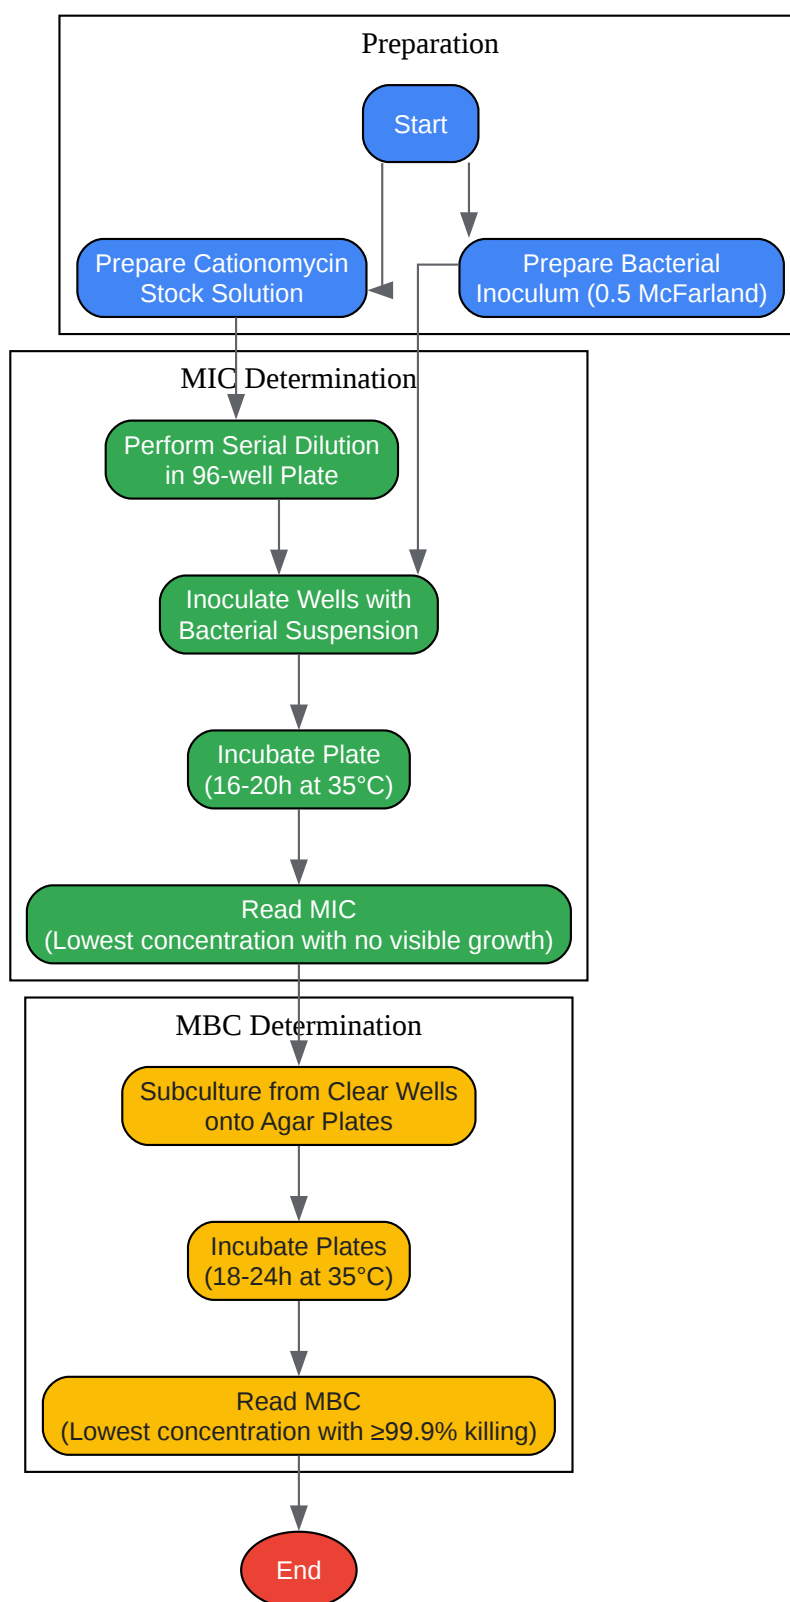 Preparation
Start
Prepare Cationomycin
Stock Solution
Prepare Bacterial
Inoculum (0.5 McFarland)
MIC Determination
Perform Serial Dilution
in 96-well Plate
Inoculate Wells with
Bacterial Suspension
Incubate Plate
(16-20h at 35°C)
Read MIC
(Lowest concentration with no visible growth)
MBC Determination
Subculture from Clear Wells
onto Agar Plates
Incubate Plates
(18-24h at 35°C)
Read MBC
(Lowest concentration with ≥99.9% killing)
End